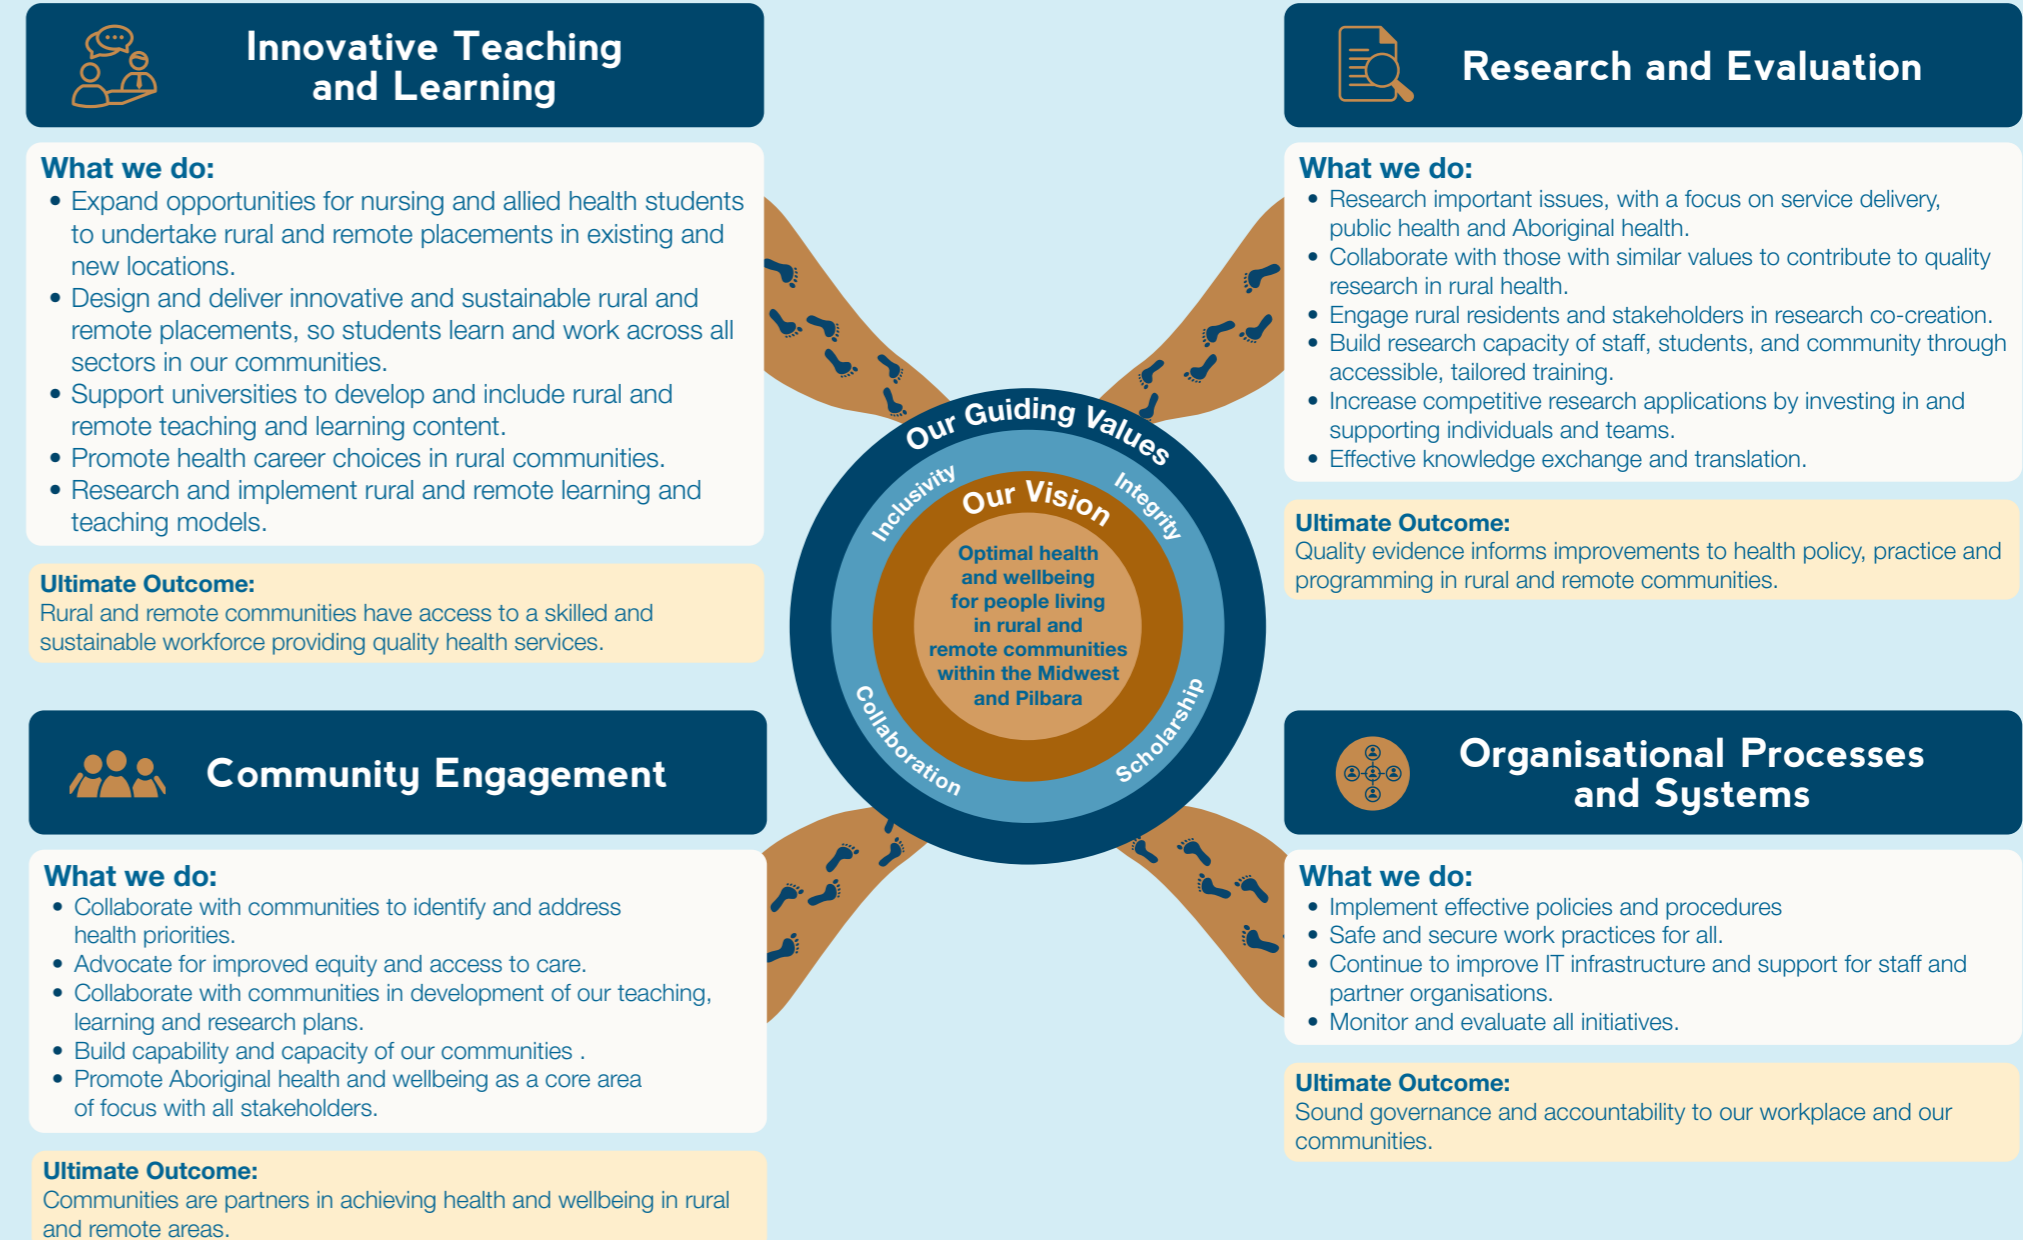 Innovative Teaching
and Learning
What we do:
• Expand opportunities for nursing and allied health students
to undertake rural and remote placements in existing and
new locations.
• Design and deliver innovative and sustainable rural and
remote placements, so students learn and work across all
sectors in our communities.
• Support universities to develop and include rural and
remote teaching and learning content.
• Promote health career choices in rural communities.
• Research and implement rural and remote learning and
teaching models.
Ultimate Outcome:
Rural and remote communities have access to a skilled and
sustainable workforce providing quality health services.
Research and Evaluation
What we do:
• Research important issues, with a focus on service delivery,
public health and Aboriginal health.
• Collaborate with those with similar values to contribute to quality
research in rural health.
• Engage rural residents and stakeholders in research co-creation.
• Build research capacity of staff, students, and community through
accessible, tailored training.
• Increase competitive research applications by investing in and
supporting individuals and teams.
• Effective knowledge exchange and translation.
Ultimate Outcome:
Quality evidence informs improvements to health policy, practice and
programming in rural and remote communities.
Our Guiding Values
Inclusivity
Integrity
Collaboration
Scholarship
Our Vision
Optimal health
and wellbeing
for people living
in rural and
remote communities
within the Midwest
and Pilbara
Community Engagement
What we do:
• Collaborate with communities to identify and address
health priorities.
• Advocate for improved equity and access to care.
• Collaborate with communities in development of our teaching,
learning and research plans.
• Build capability and capacity of our communities .
• Promote Aboriginal health and wellbeing as a core area
of focus with all stakeholders.
Ultimate Outcome:
Communities are partners in achieving health and wellbeing in rural
and remote areas.
Organisational Processes
and Systems
What we do:
• Implement effective policies and procedures
• Safe and secure work practices for all.
• Continue to improve IT infrastructure and support for staff and
partner organisations.
• Monitor and evaluate all initiatives.
Ultimate Outcome:
Sound governance and accountability to our workplace and our
communities.